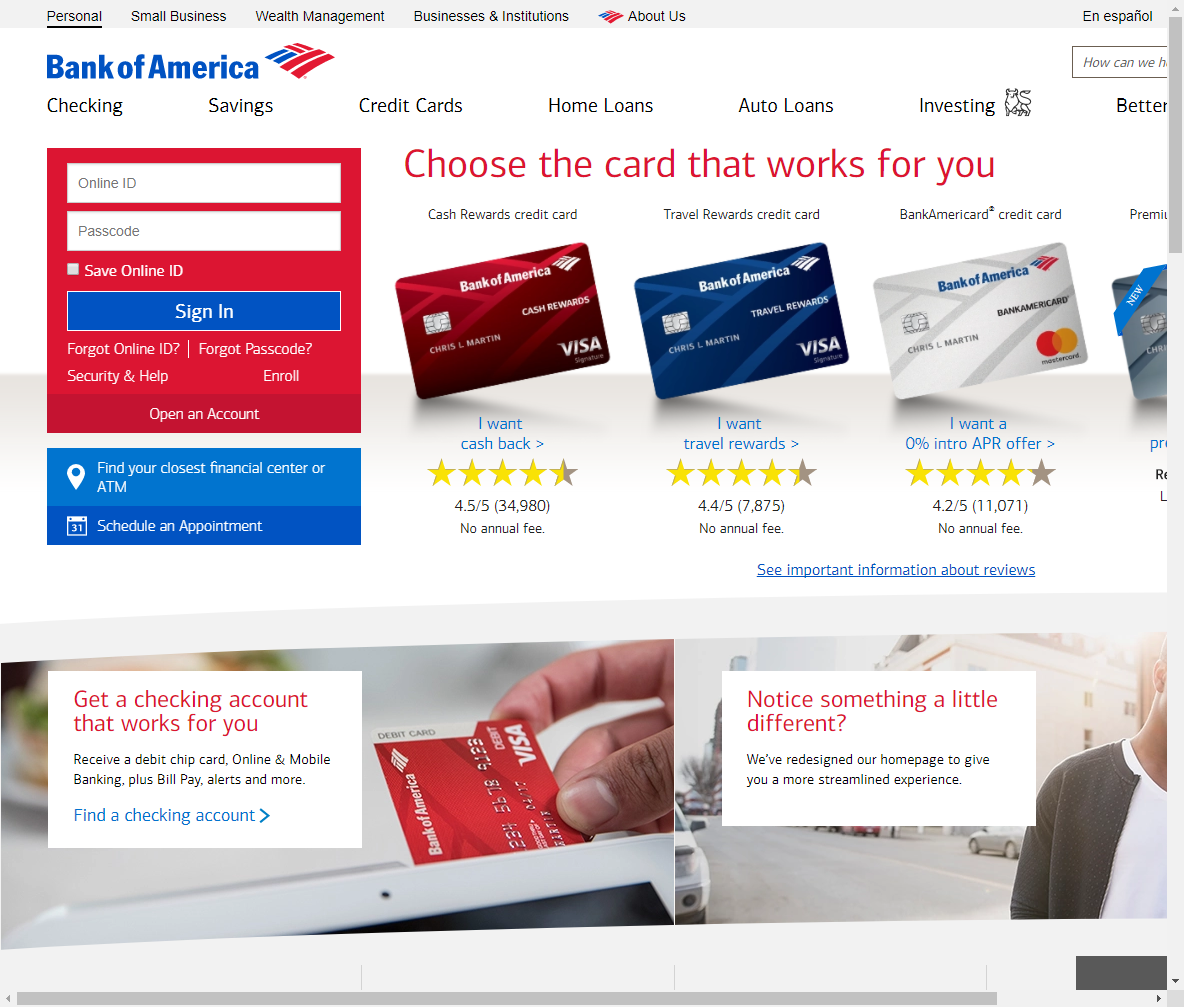 Personal Small Business Wealth Management Businesses & Institutions About Us En español
Bank of America
How can we h
Checking Savings Credit Cards Home Loans Auto Loans Investing Better
Online ID
Passcode
Save Online ID
Sign In
Forgot Online ID? Forgot Passcode?
Security & Help Enroll
Open an Account
Find your closest financial center or
ATM
31 Schedule an Appointment
Choose the card that works for you
Cash Rewards credit card
Bank of America
CASH REWARDS
CHRIS L MARTIN
VISA
Signature
I want
cash back >
4.5/5 (34,980)
No annual fee.
Travel Rewards credit card
Bank of America
TRAVEL REWARDS
CHRIS L MARTIN
VISA
Signature
I want
travel rewards >
4.4/5 (7,875)
No annual fee.
BankAmericard® credit card
Bank of America
BANKAMERICARD
CHRIS L MARTIN
mastercard
I want a
0% intro APR offer >
4.2/5 (11,071)
No annual fee.
Premiu
NEW
CHRI
pre
Re
L
See important information about reviews
Get a checking account
that works for you
Receive a debit chip card, Online & Mobile
Banking, plus Bill Pay, alerts and more.
Find a checking account
DEBIT CARD
Bank of America
DEBIT
VISA
Notice something a little
different?
We've redesigned our homepage to give
you a more streamlined experience.